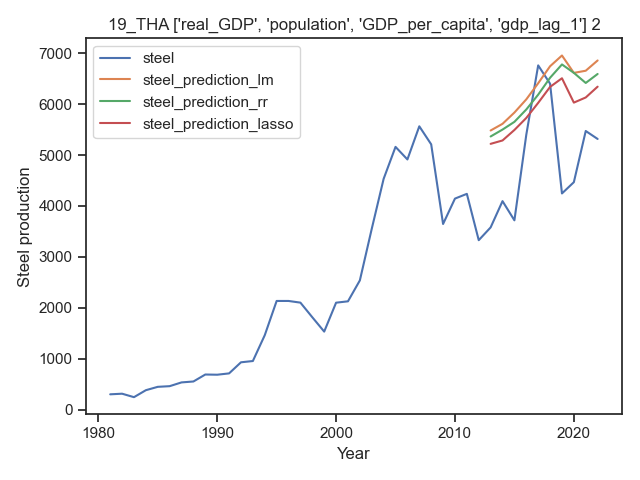 19_THA ['real_GDP', 'population', 'GDP_per_capita', 'gdp_lag_1'] 2
steel
steel_prediction_lm
steel_prediction_rr
steel_prediction_lasso
7000
6000
5000
4000
3000
2000
1000
0
Steel production
1980
1990
2000
2010
2020
Year